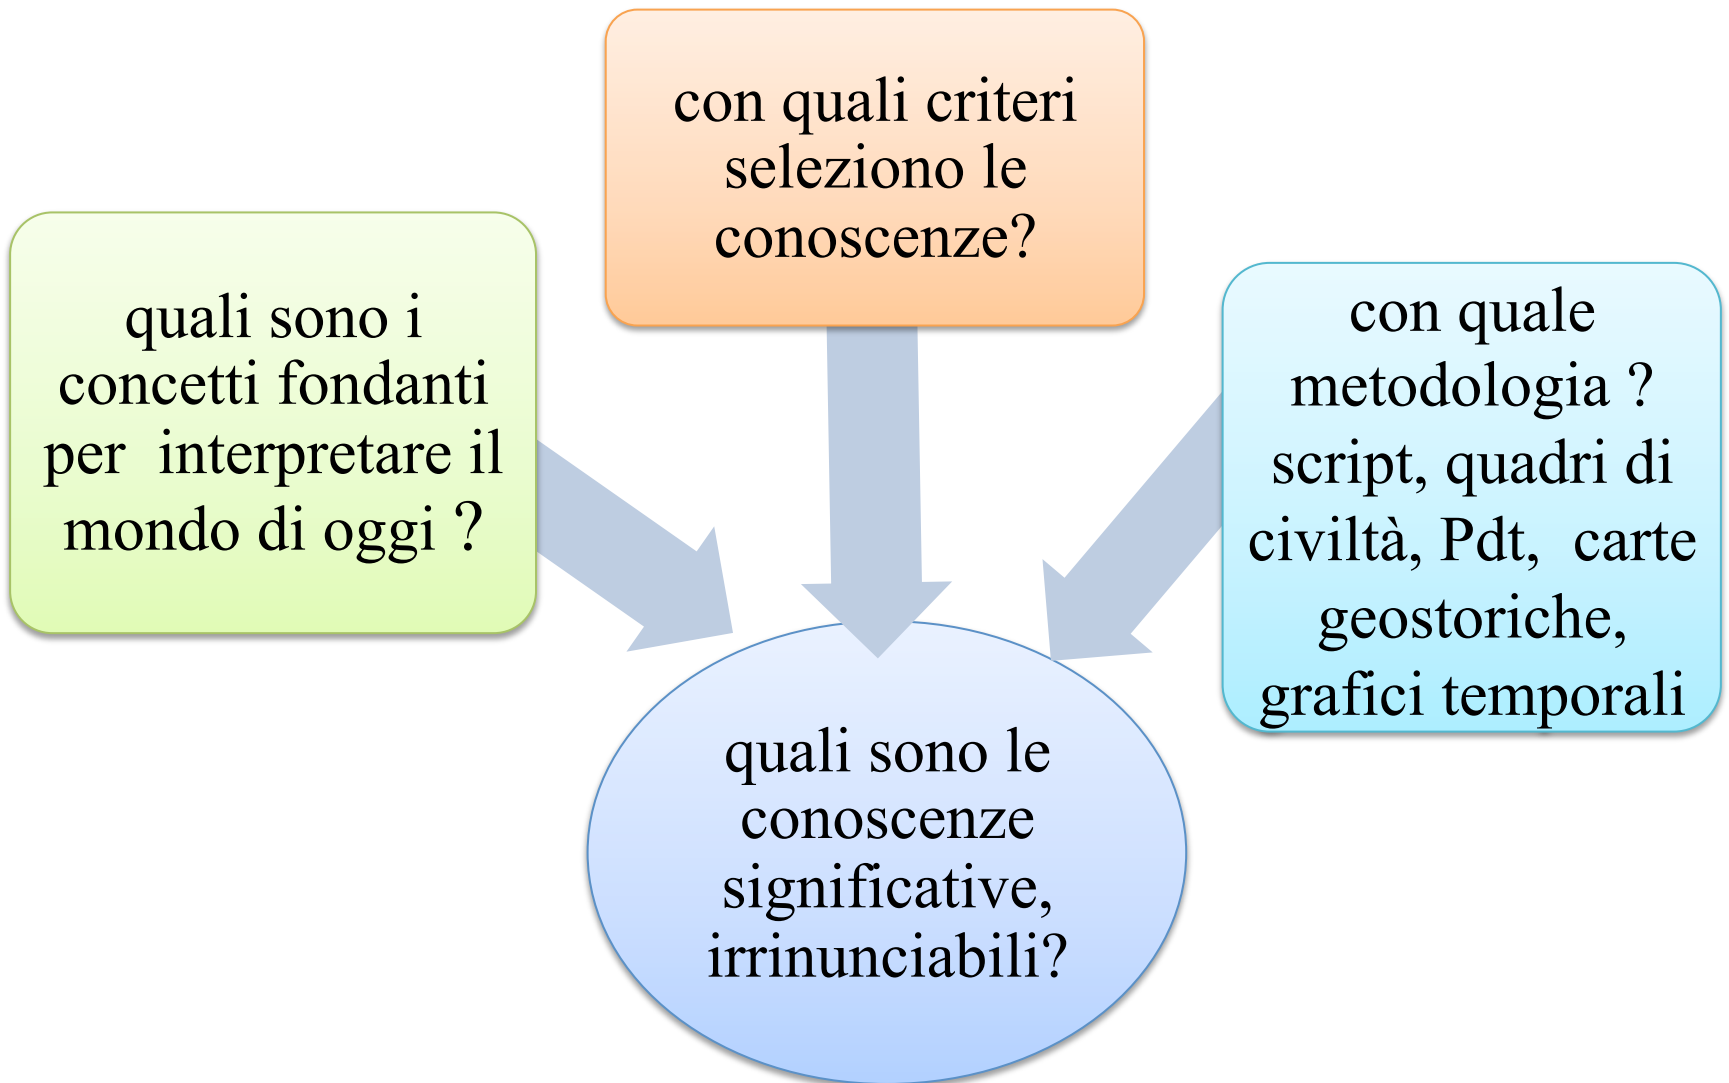 con quali criteri
seleziono le
conoscenze?
quali sono i
concetti fondanti
per  interpretare il
mondo di oggi ?
con quale
metodologia ?
script, quadri di
civiltà, Pdt,  carte
geostoriche,
grafici temporali
quali sono le
conoscenze
significative,
irrinunciabili?